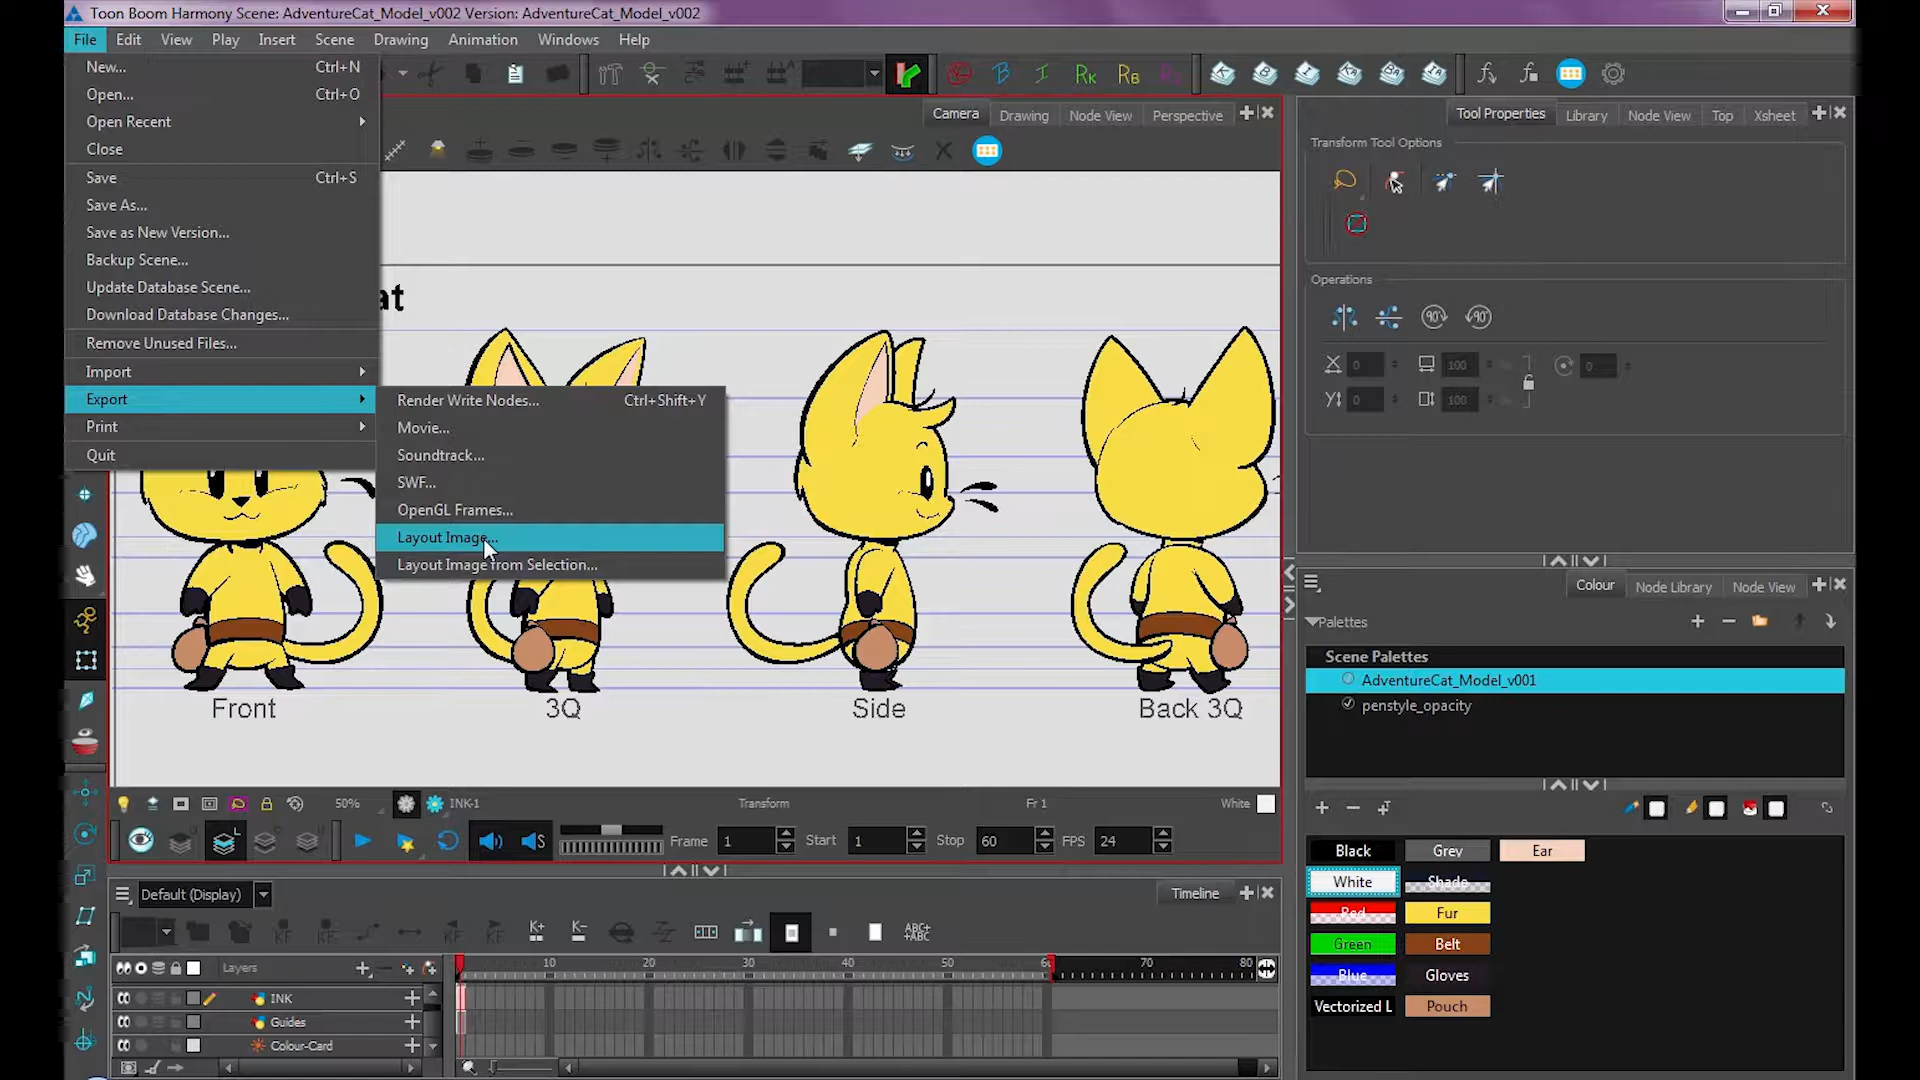 Toon Boom Harmony Scene: AdventureCat_Model_v002 Version: AdventureCat_Model_v002
File Edit View Play Insert Scene Drawing Animation Windows Help
New... Ctrl+N
Open... Ctrl+O
Open Recent
Close
Save Ctrl+S
Save As...
Save as New Version...
Backup Scene...
Update Database Scene...
Download Database Changes...
Remove Unused Files...
Import
Export
Print
Quit
Render Write Nodes... Ctrl+Shift+Y
Movie...
Soundtrack...
SWF...
OpenGL Frames...
Layout Image...
Layout Image from Selection...
Camera Drawing Node View Perspective
at
Front 3Q Side Back 3Q
50% INK-1 Transform Fr 1 White
Frame 1 Start 1 Stop 60 FPS 24
Default (Display) Timeline
Layers 10 20 30 40 50 60 70 80
INK
Guides
Colour-Card
Tool Properties Library Node View Top Xsheet
Transform Tool Options
Operations
X 0 100 0
Y 0 100
Colour Node Library Node View
Palettes
Scene Palettes
AdventureCat_Model_v001
penstyle_opacity
Black Grey Ear
White Shade
Red Fur
Green Belt
Blue Gloves
Vectorized L Pouch